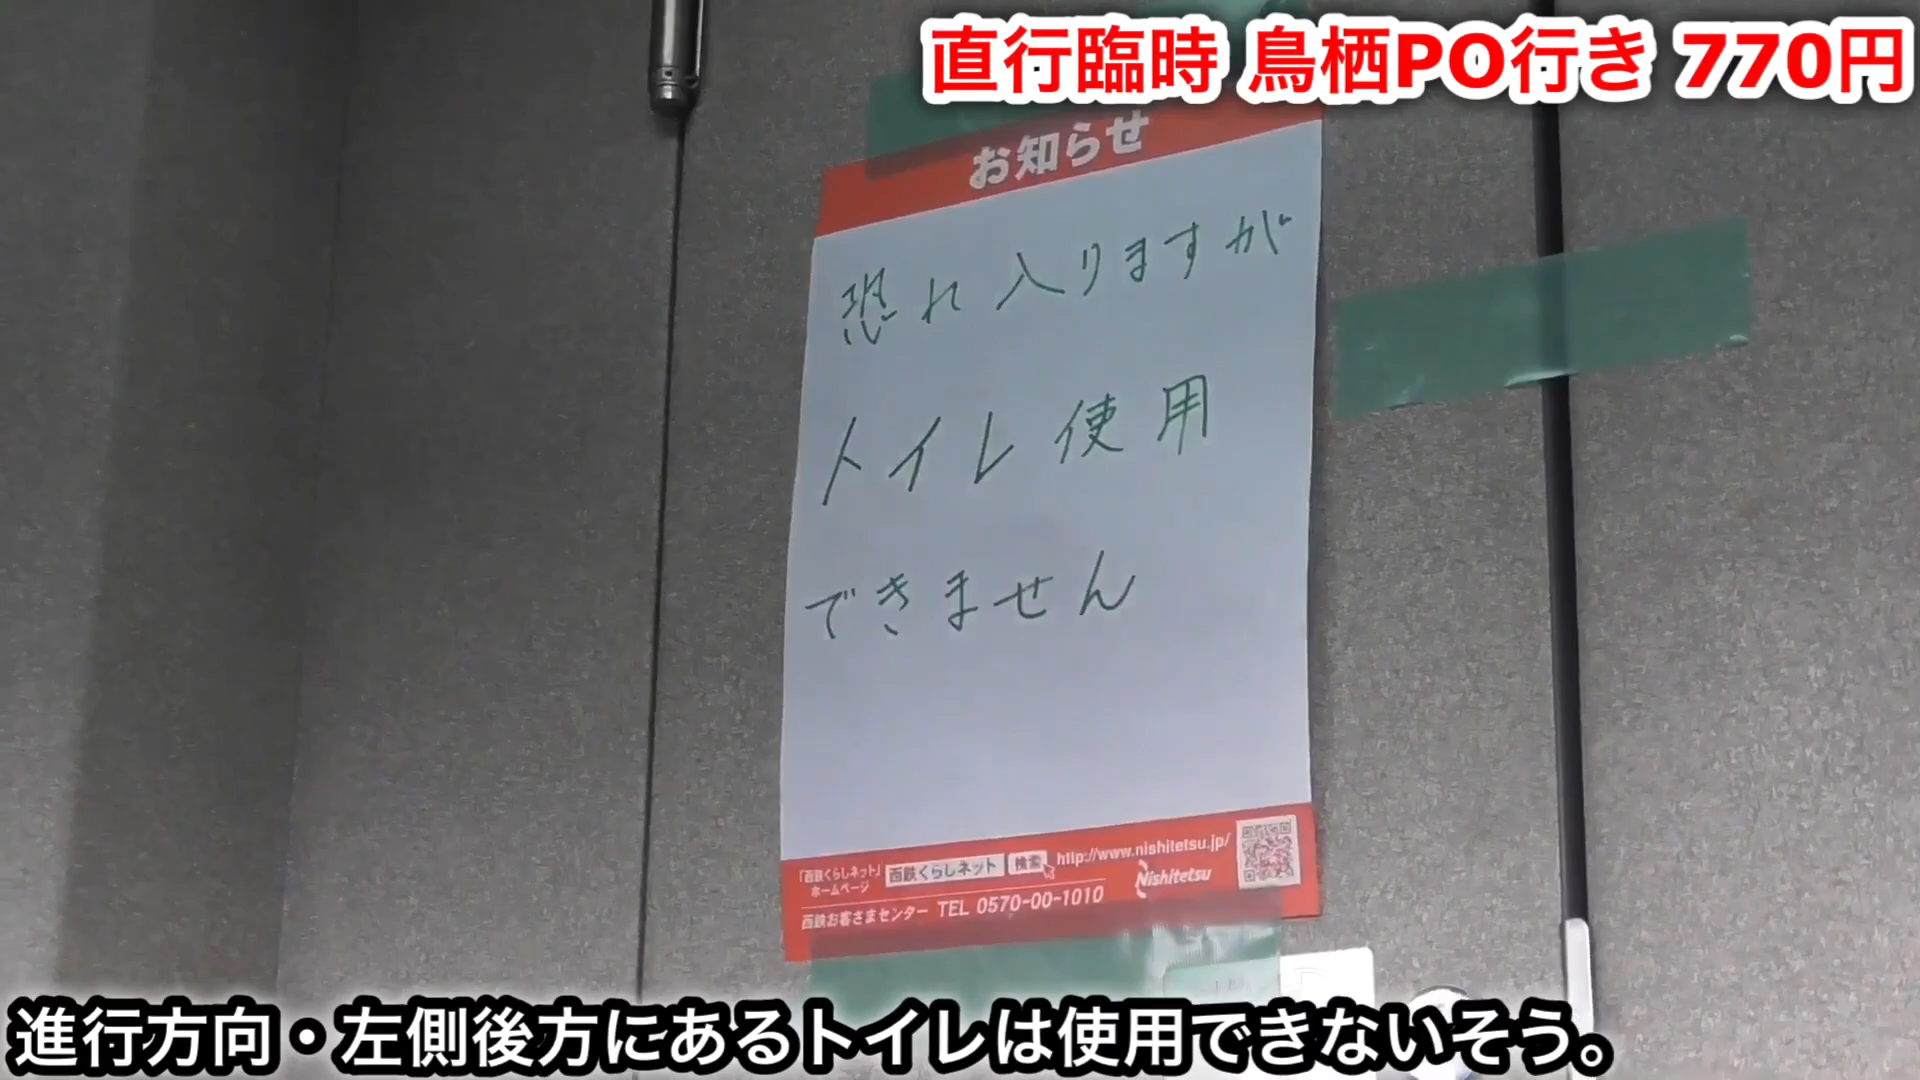 直行臨時 鳥栖PO行き 770円
お知らせ
恐れ入りますが
トイレ使用
できません
「西鉄くらしネット」
ホームページ
西鉄くらしネット 検索
http://www.nishitetsu.jp/
西鉄お客さまセンター TEL 0570-00-1010
Nishitetsu
進行方向・左側後方にあるトイレは使用できないそう。